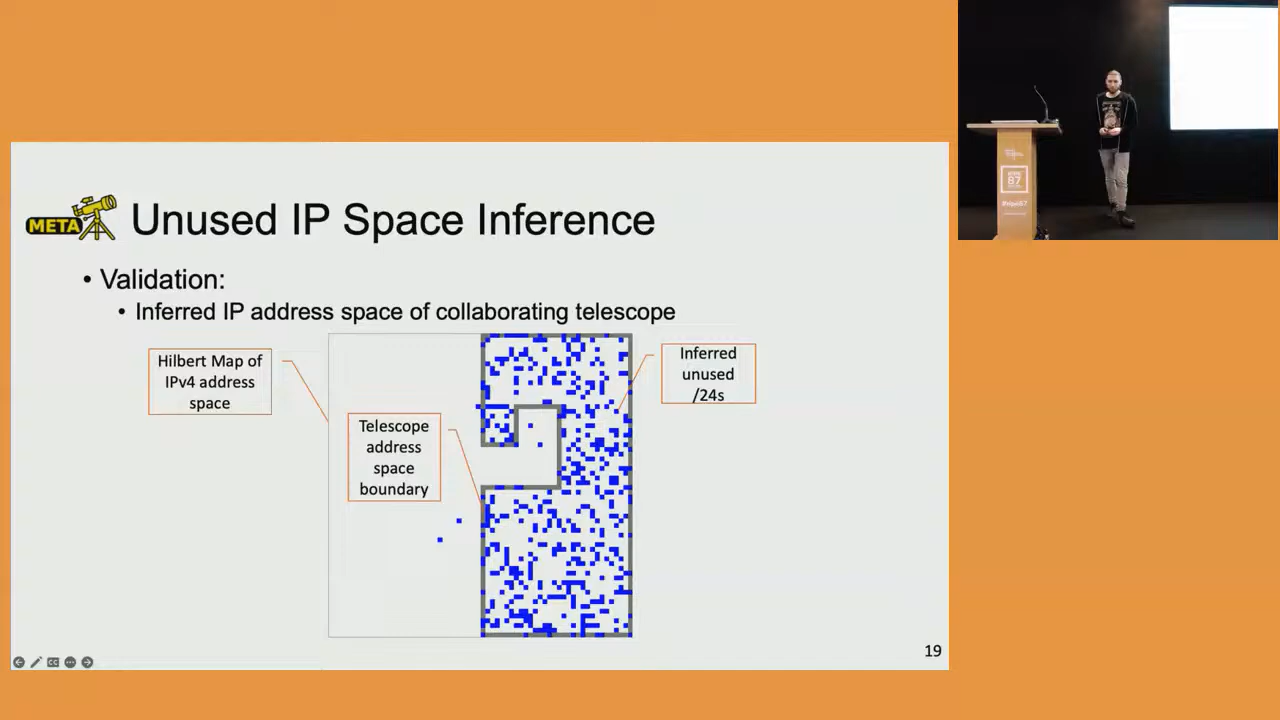 META
Unused IP Space Inference
• Validation:
• Inferred IP address space of collaborating telescope
Hilbert Map of
IPv4 address
space
Inferred
unused
/24s
Telescope
address
space
boundary
19
87